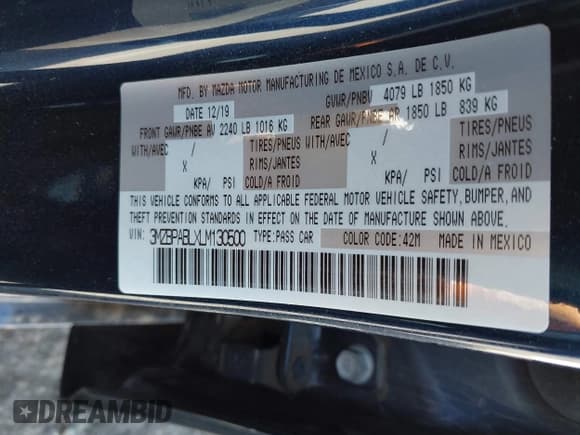 MFD. BY MAZDA MOTOR MANUFACTURING DE MEXICO S.A. DE C.V.
DATE 12/19 GVWR/PNBV 4079 LB 1850 KG
FRONT GAWR/PNBE AV 2240 LB 1016 KG REAR GAWR/PNBE AR 1850 LB 839 KG
WITH/AVEC / TIRES/PNEUS WITH/AVEC / TIRES/PNEUS
X RIMS/JANTES X RIMS/JANTES
KPA/ PSI COLD/A FROID KPA/ PSI COLD/A FROID
THIS VEHICLE CONFORMS TO ALL APPLICABLE FEDERAL MOTOR VEHICLE SAFETY, BUMPER, AND
THEFT PREVENTION STANDARDS IN EFFECT ON THE DATE OF MANUFACTURE SHOWN ABOVE.
VIN: 3MZBPABLXLM130500 TYPE:PASS CAR COLOR CODE:42M MADE IN MEXICO
DREAMBID